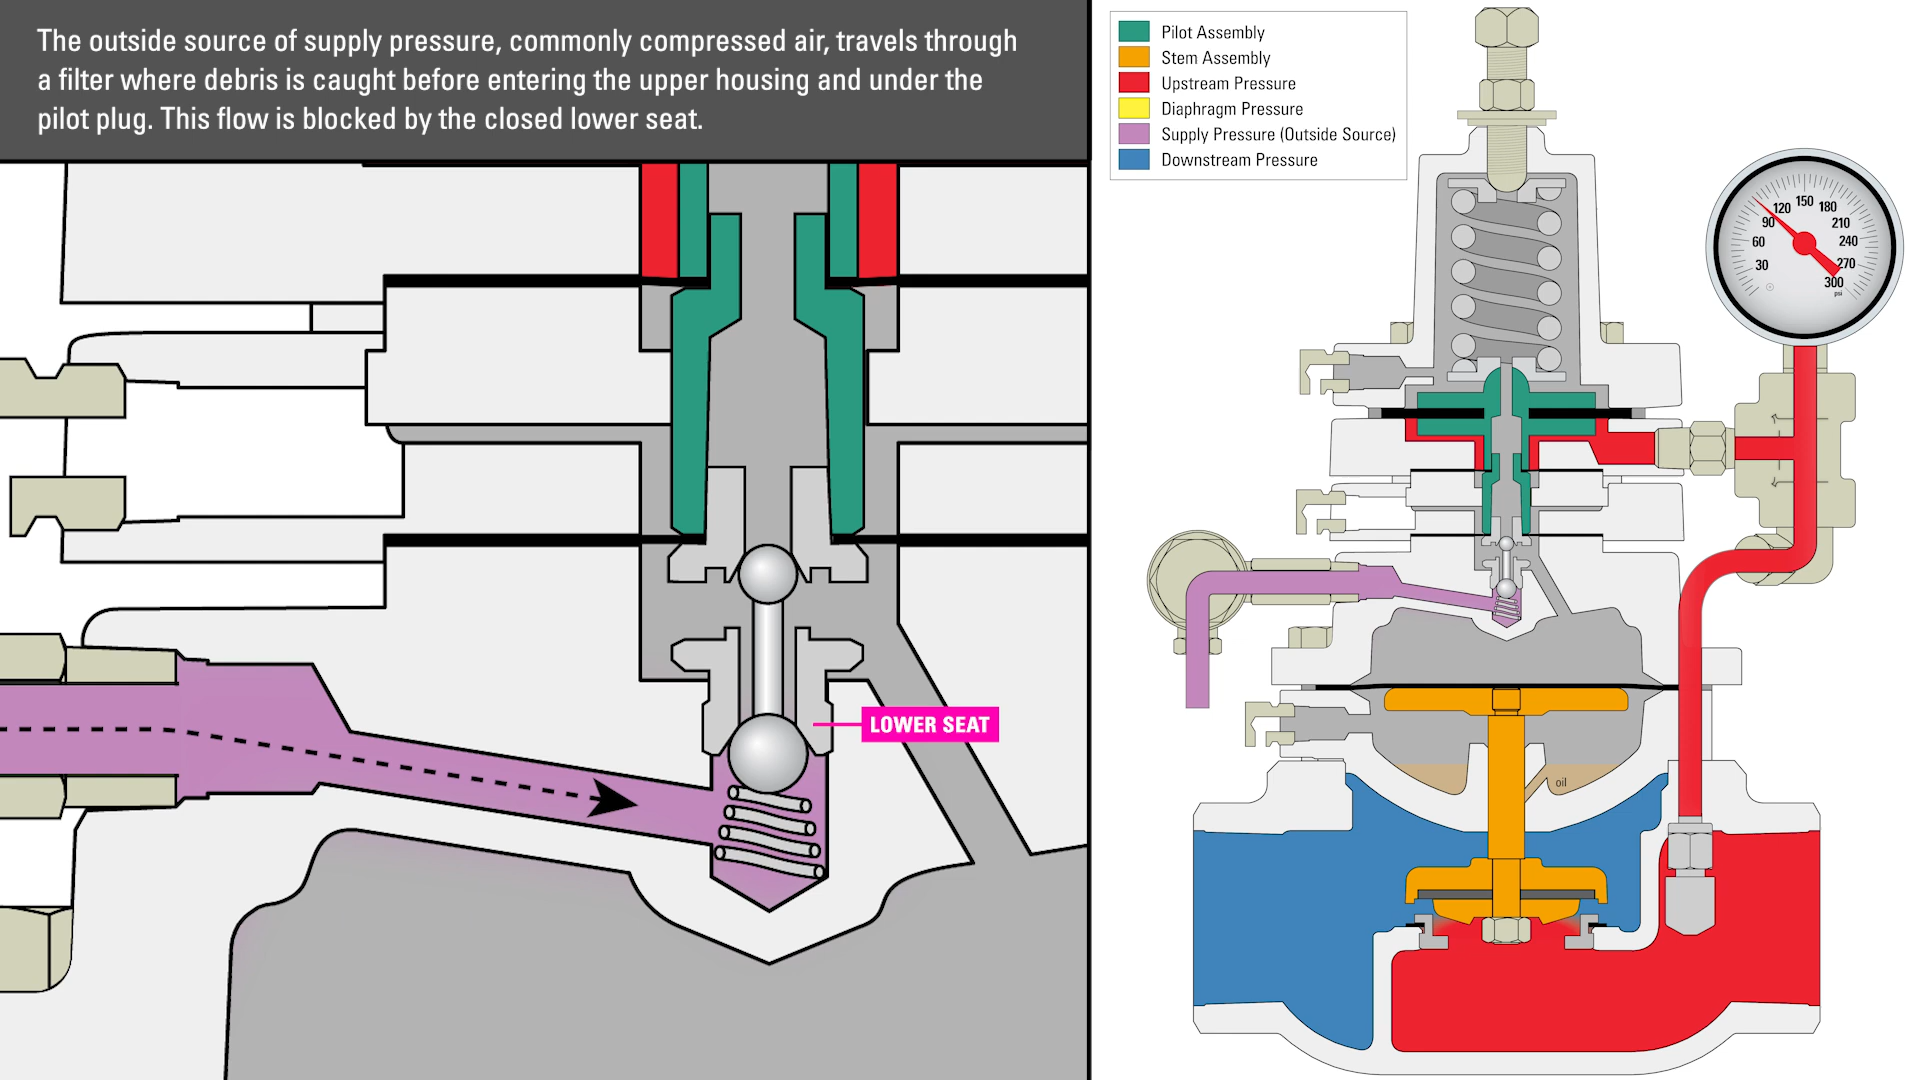 The outside source of supply pressure, commonly compressed air, travels through
a filter where debris is caught before entering the upper housing and under the
pilot plug. This flow is blocked by the closed lower seat.
LOWER SEAT
Pilot Assembly
Stem Assembly
Upstream Pressure
Diaphragm Pressure
Supply Pressure (Outside Source)
Downstream Pressure
30
60
90
120
150
180
210
240
270
300
psi
oil